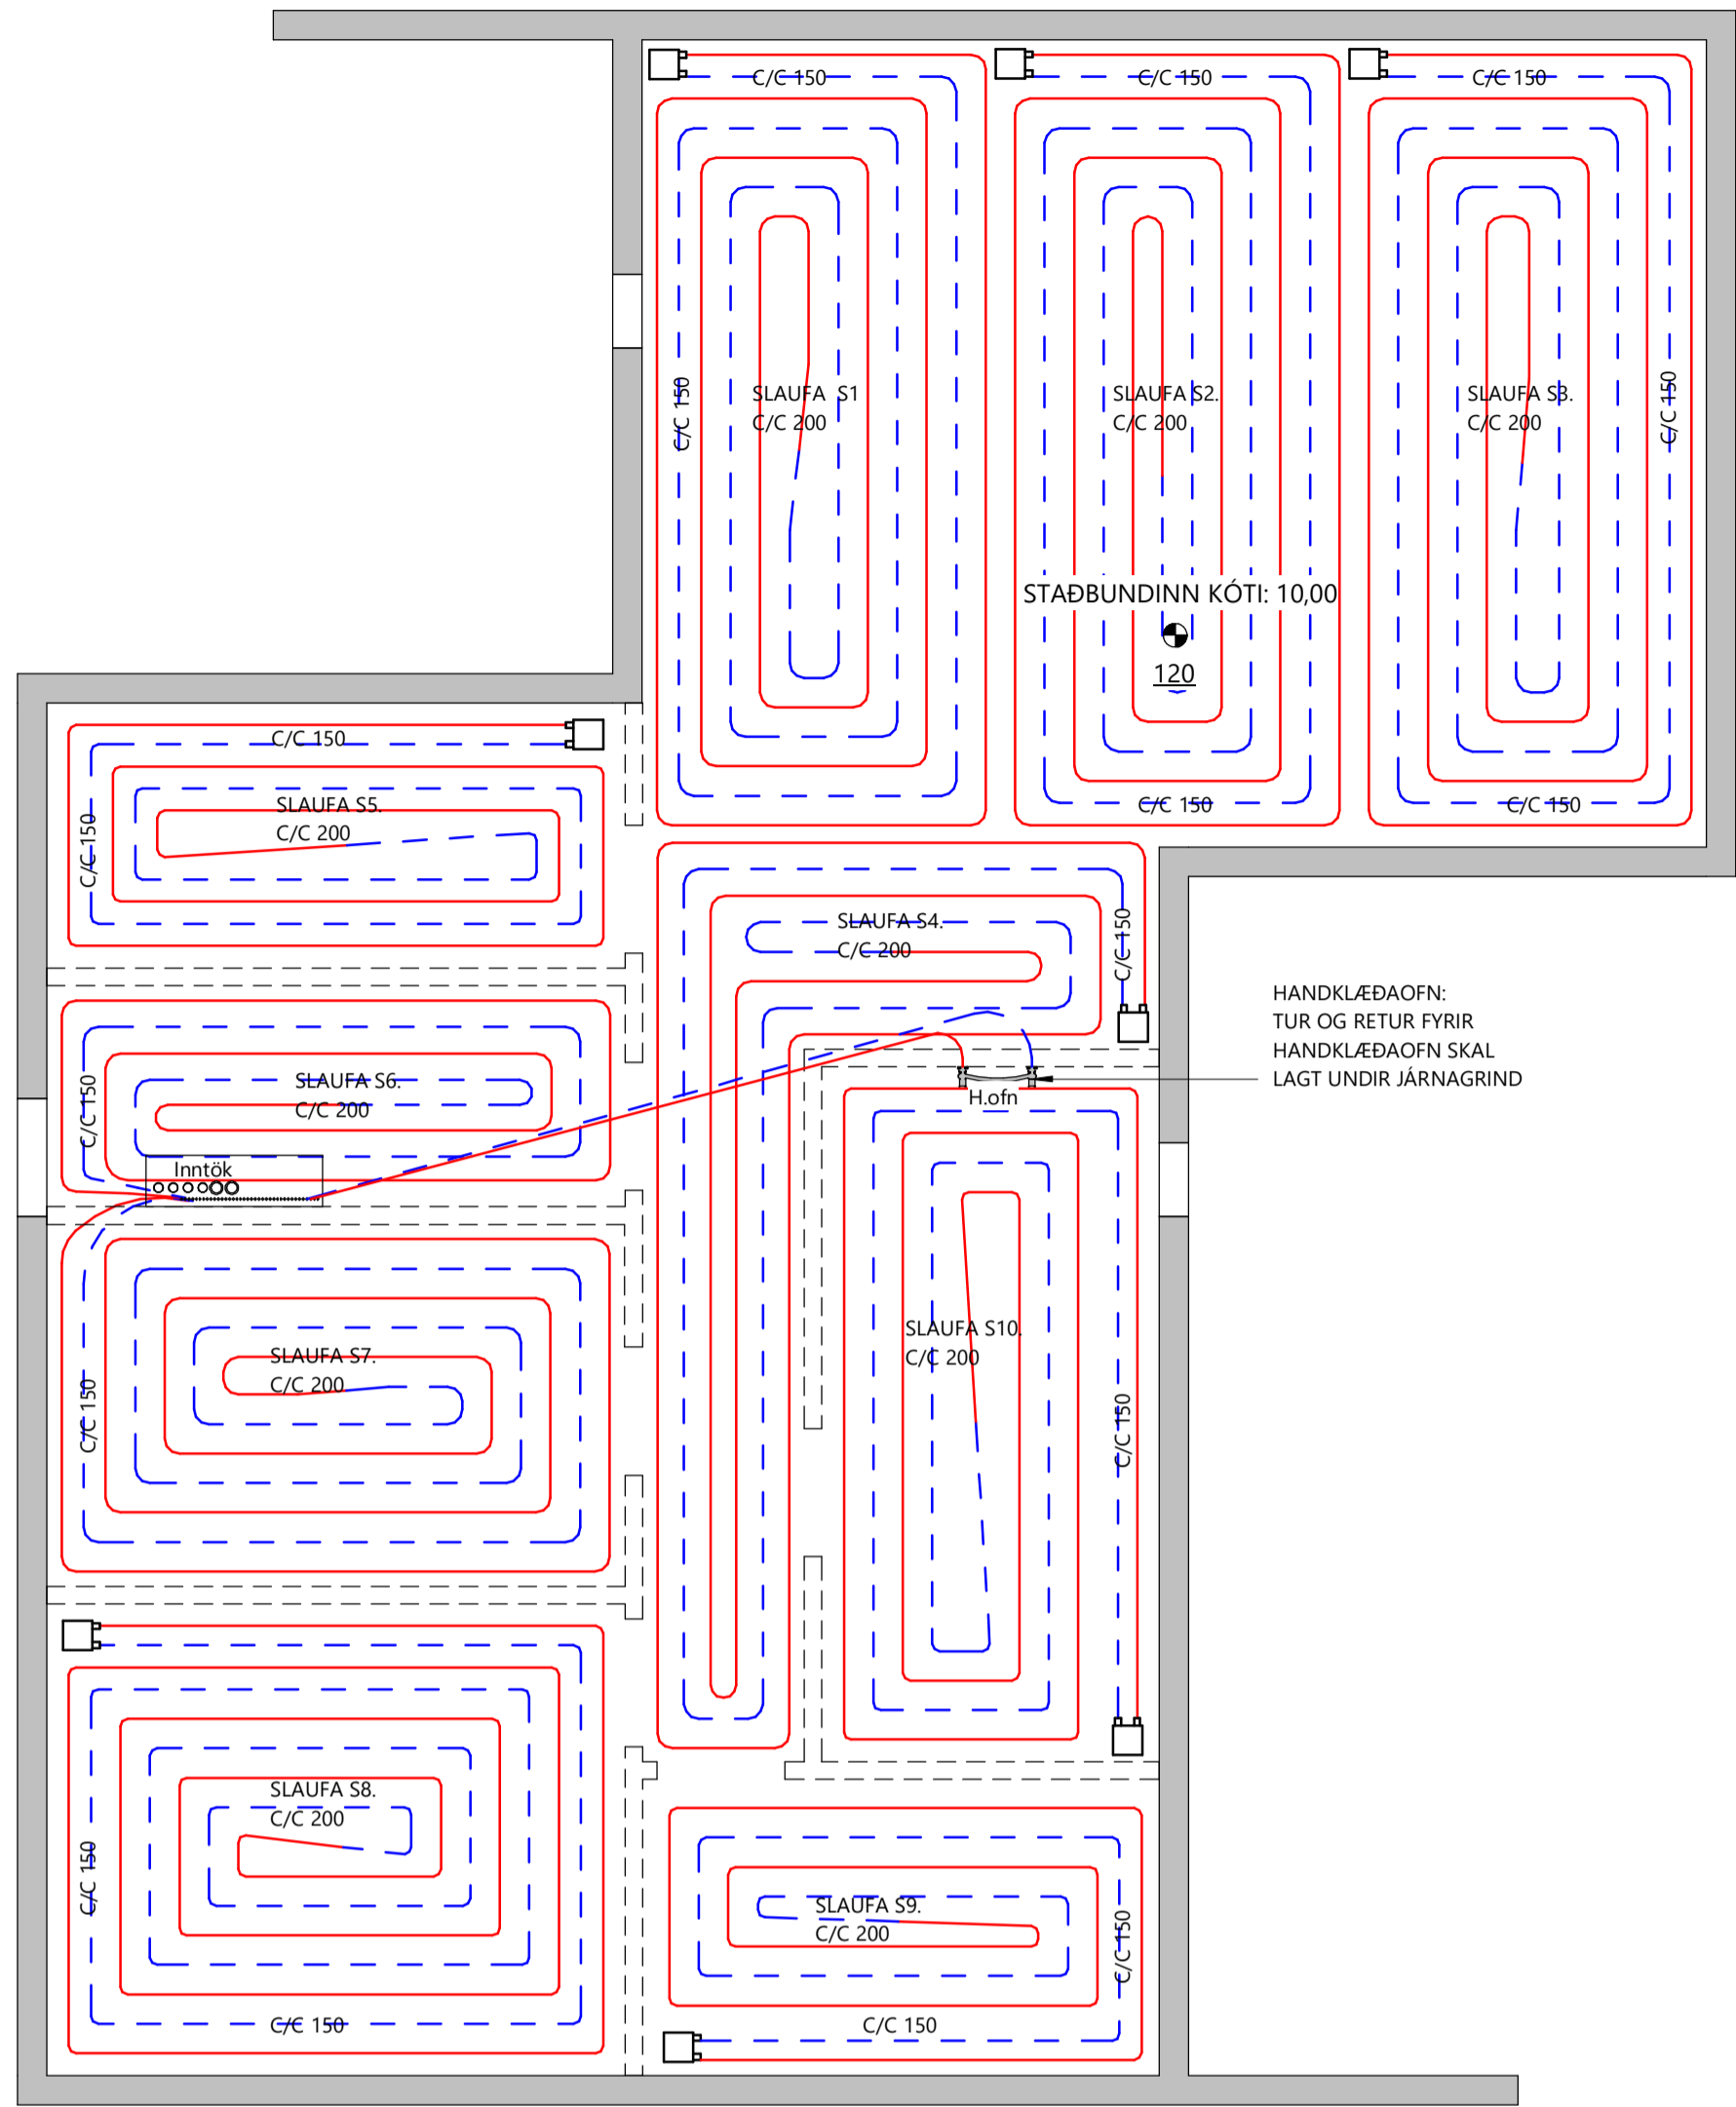 C/C 150
C/C 150
C/C 150
C/C 150
SLAUFA S1
C/C 200
SLAUFA S2.
C/C 200
SLAUFA S3.
C/C 200
C/C 150
STAÐBUNDINN KÓTI: 10,00
120
C/C 150
C/C 150
C/C 150
SLAUFA S5.
C/C 200
C/C 150
SLAUFA S4.
C/C 200
C/C 150
HANDKLÆÐAOFN:
TUR OG RETUR FYRIR
HANDKLÆÐAOFN SKAL
LAGT UNDIR JÁRNAGRIND
H.ofn
SLAUFA S6.
C/C 200
C/C 150
Inntök
SLAUFA S7.
C/C 200
C/C 150
SLAUFA S10.
C/C 200
C/C 150
SLAUFA S8.
C/C 200
C/C 150
C/C 150
SLAUFA S9.
C/C 200
C/C 150
C/C 150